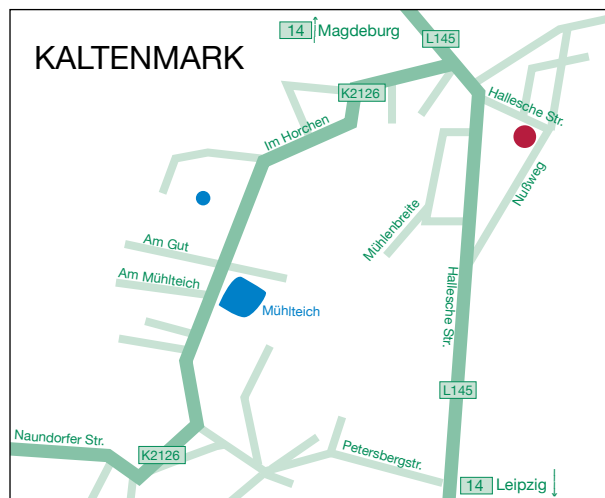 14 Magdeburg
L145
KALTENMARK
K2126
Hallesche Str.
Im Horchen
Nußweg
Mühlenbreite
Am Gut
Am Mühlteich
Mühlteich
Hallesche Str.
L145
Naundorfer Str.
K2126
Petersbergstr.
14 Leipzig